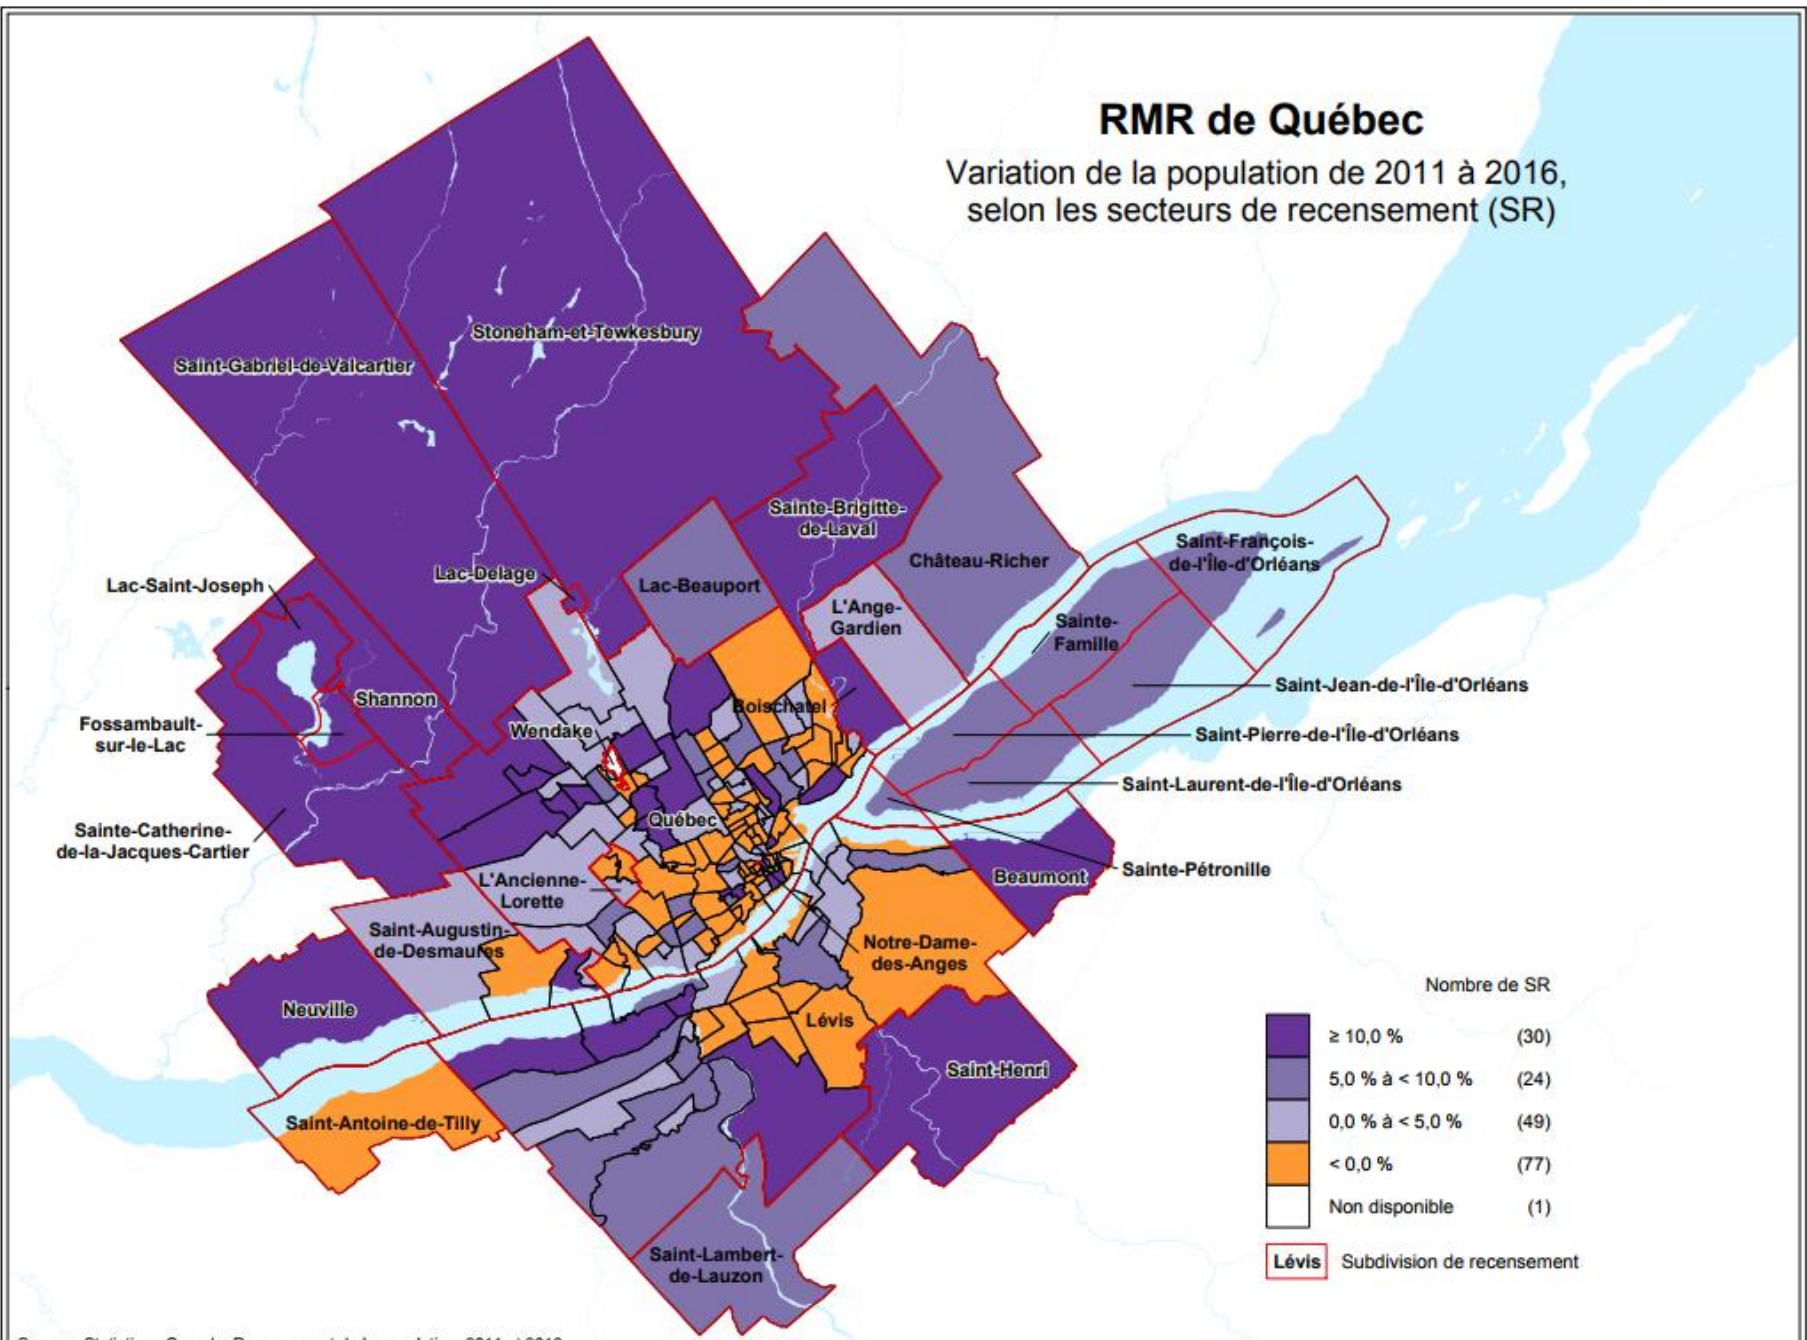 RMR de Québec
Variation de la population de 2011 à 2016,
selon les secteurs de recensement (SR)
Stoneham-et-Tewkesbury
Saint-Gabriel-de-Valcartier
Sainte-Brigitte-
de-Laval
Château-Richer
Saint-François-
de-l'Île-d'Orléans
Lac-Delage
Lac-Saint-Joseph
Lac-Beauport
L'Ange-
Gardien
Sainte-
Famille
Saint-Jean-de-l'Île-d'Orléans
Shannon
Boischatel
Fossambault-
sur-le-Lac
Wendake
Saint-Pierre-de-l'Île-d'Orléans
Saint-Laurent-de-l'Île-d'Orléans
Québec
Sainte-Catherine-
de-la-Jacques-Cartier
Sainte-Pétronille
Beaumont
L'Ancienne-
Lorette
Saint-Augustin-
de-Desmaures
Notre-Dame-
des-Anges
Neuville
Lévis
Saint-Henri
Saint-Antoine-de-Tilly
Saint-Lambert-
de-Lauzon
Nombre de SR
≥ 10,0 % (30)
5,0 % à < 10,0 % (24)
0,0 % à < 5,0 % (49)
< 0,0 % (77)
Non disponible (1)
Lévis Subdivision de recensement